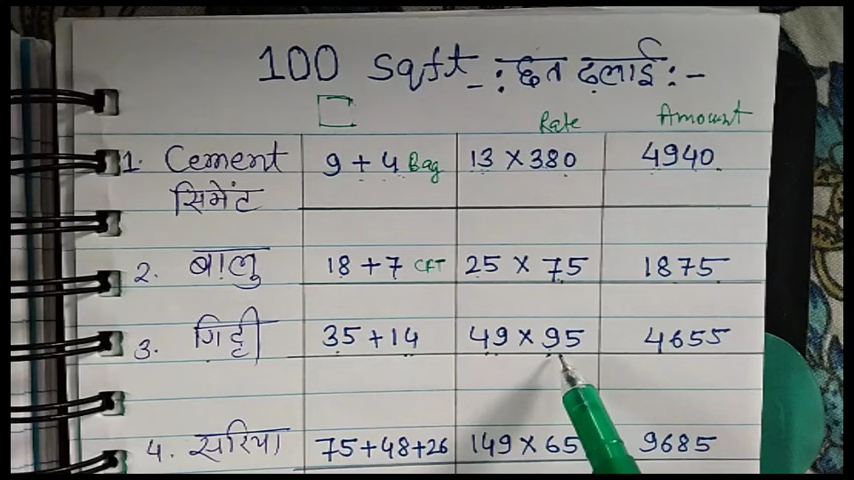 100 sqft - : छत ढलाई : -
Rate Amount
1. Cement 9 + 4 Bag 13 × 380 4940
सिमेंट
2. बालु 18 + 7 CFT 25 × 75 1875
3. गिट्टी 35 + 14 49 × 95 4655
4. सरिया 75 + 48 + 26 149 × 65 9685